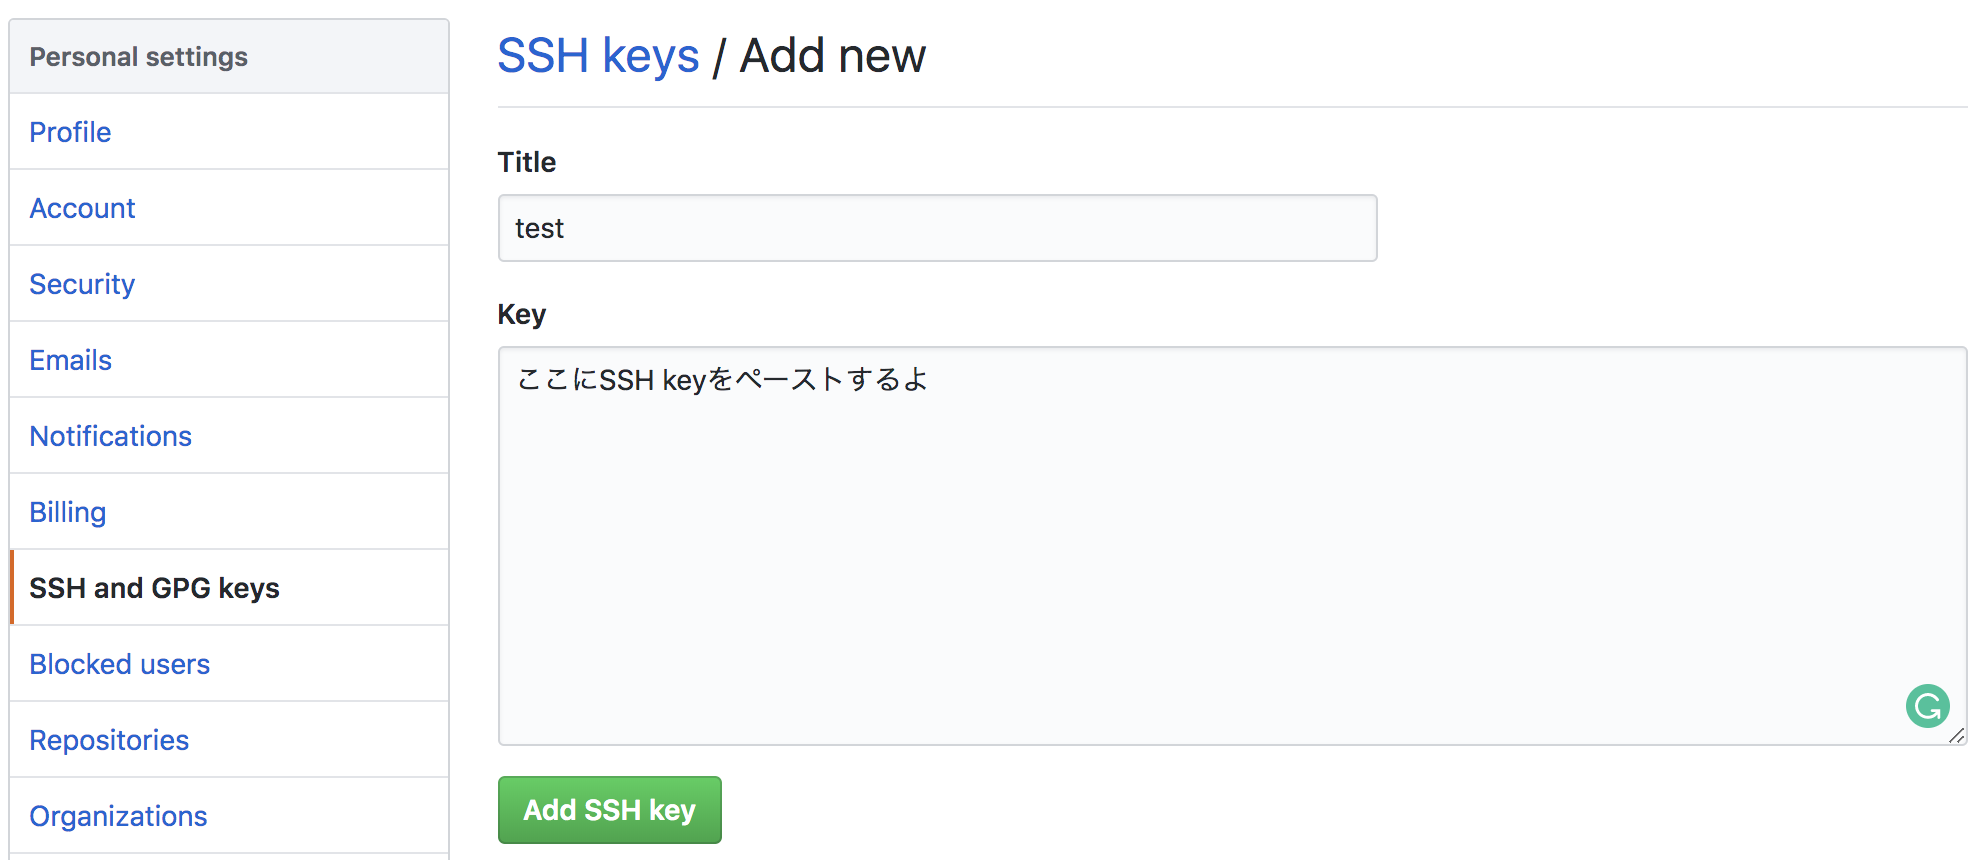 Personal settings
Profile
Account
Security
Emails
Notifications
Billing
SSH and GPG keys
Blocked users
Repositories
Organizations
SSH keys / Add new
Title
test
Key
ここにSSH keyをペーストするよ
Add SSH key